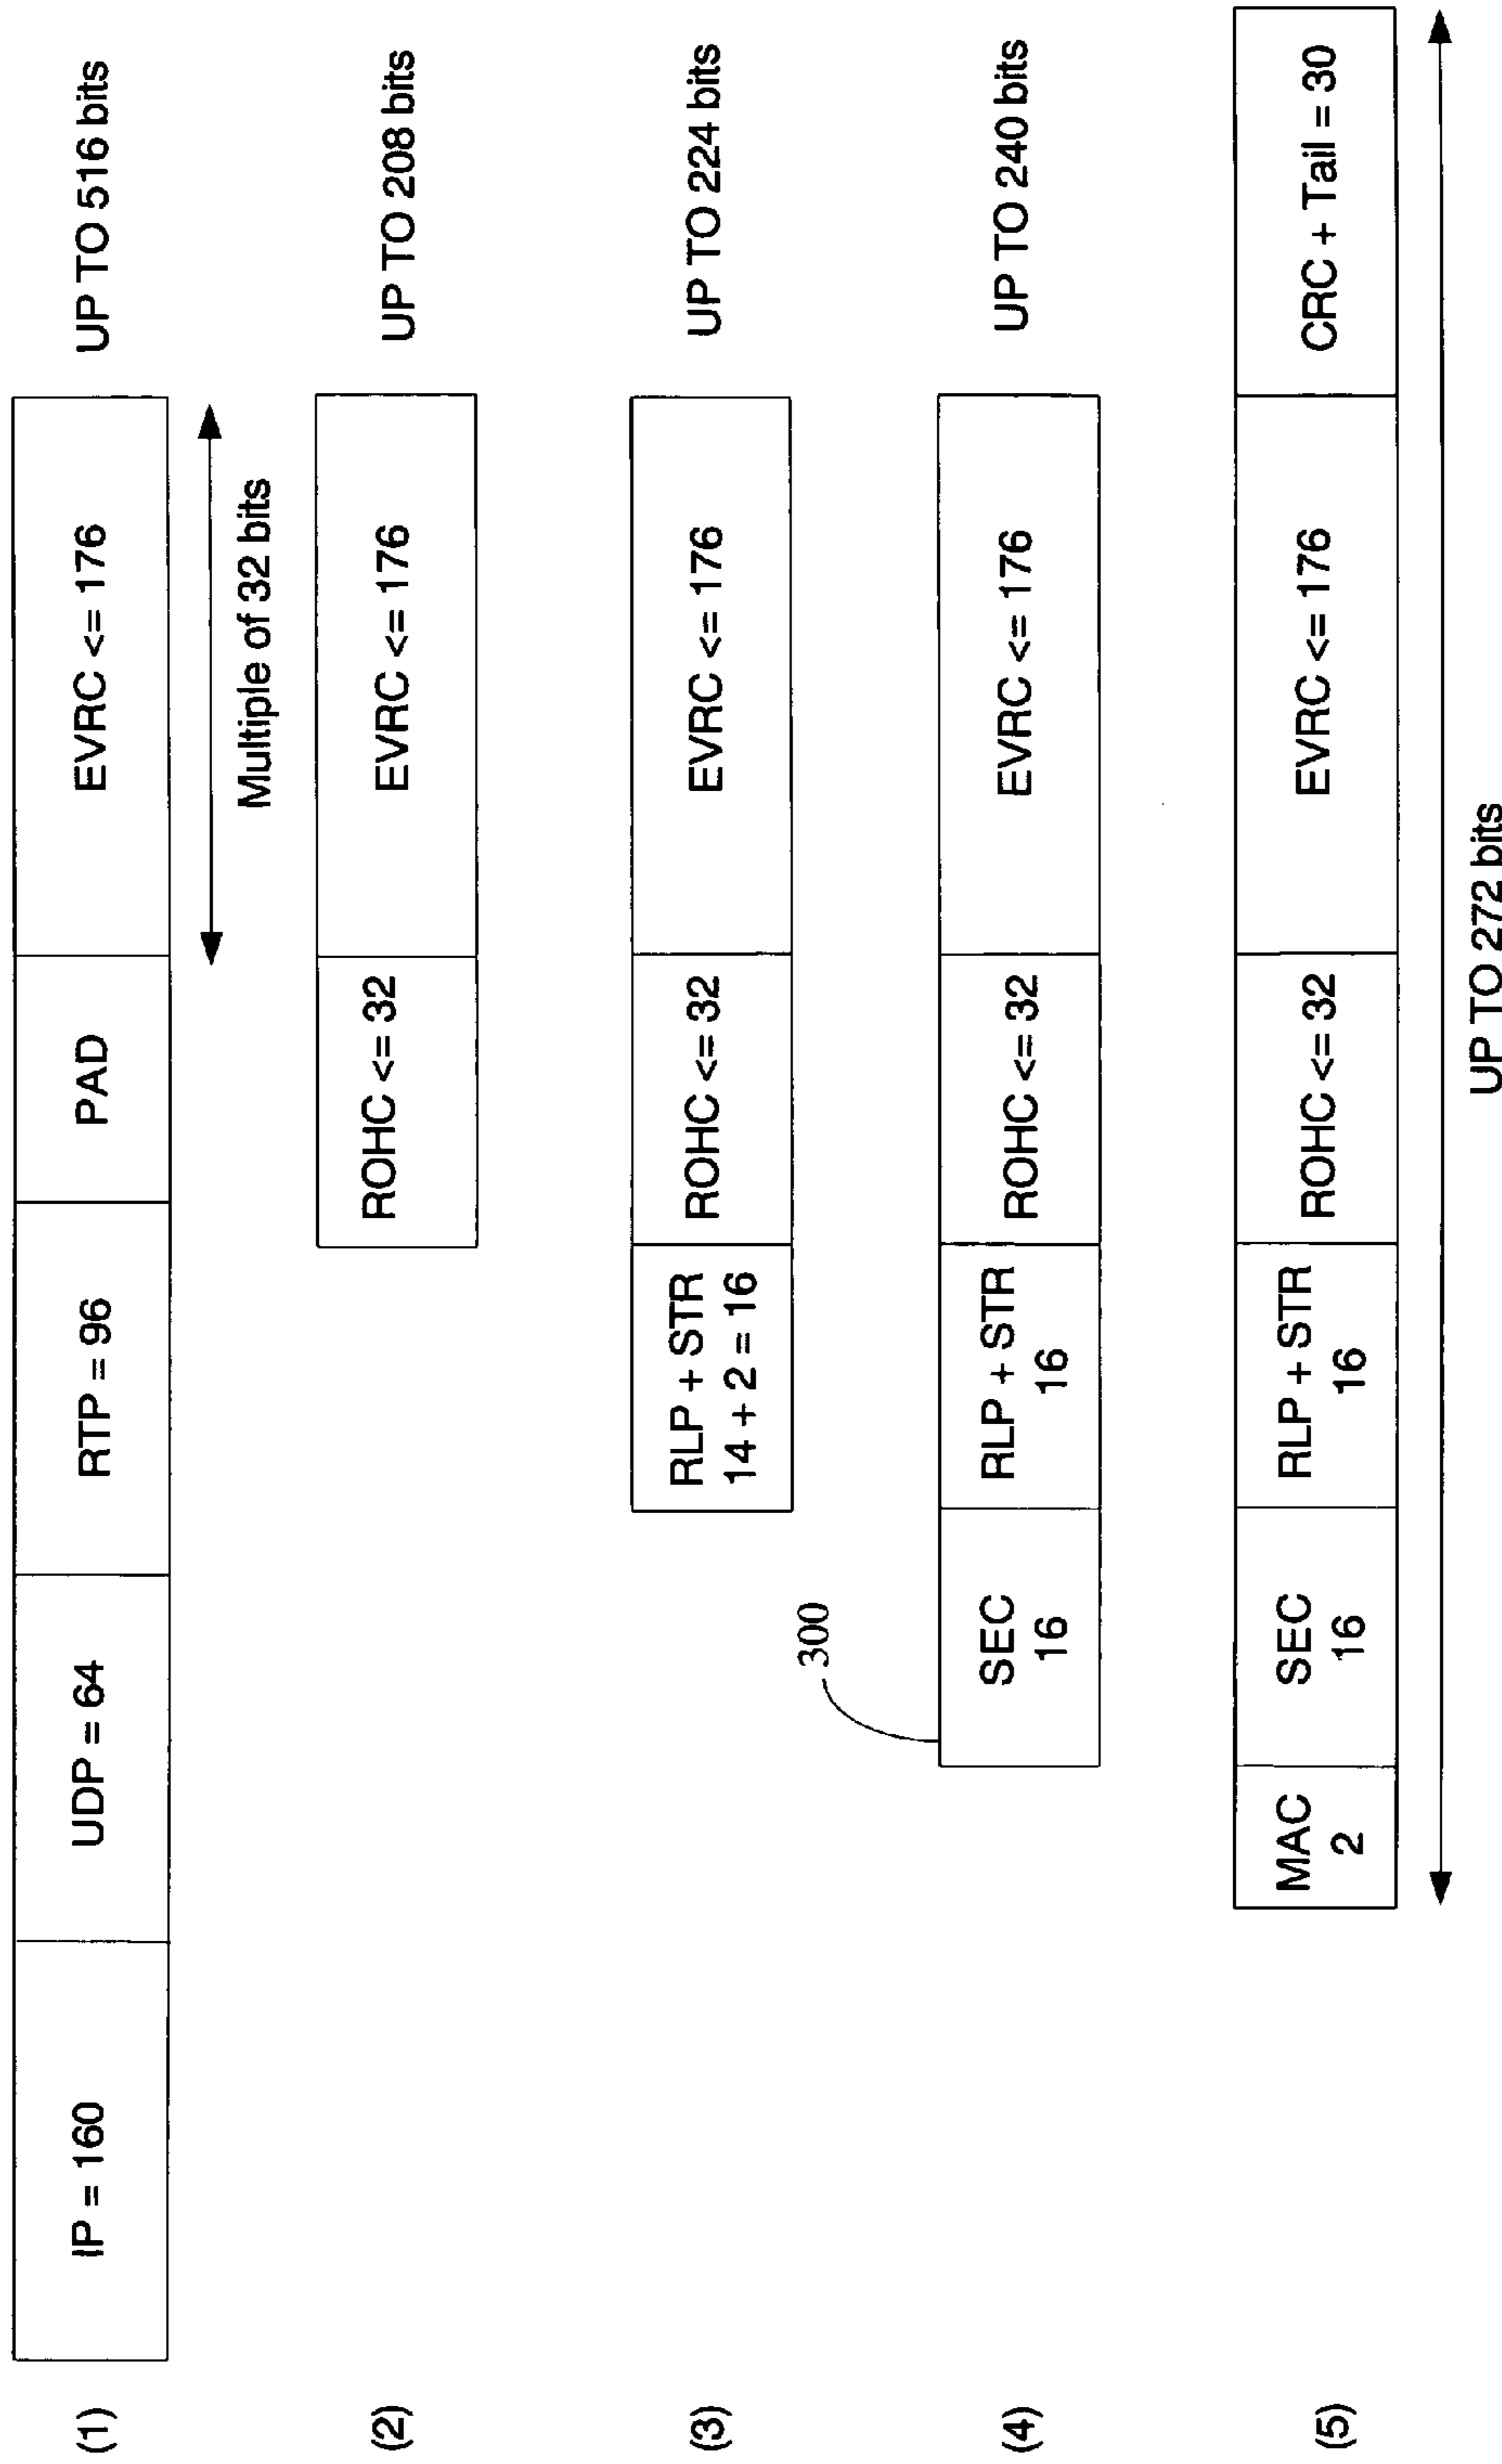 (1)
IP = 160
UDP = 64
RTP = 96
PAD
EVRC <= 176
UP TO 516 bits
Multiple of 32 bits
(2)
ROHC <= 32
EVRC <= 176
UP TO 208 bits
(3)
RLP + STR
14 + 2 = 16
ROHC <= 32
EVRC <= 176
UP TO 224 bits
300
(4)
SEC
16
RLP + STR
16
ROHC <= 32
EVRC <= 176
UP TO 240 bits
(5)
MAC
2
SEC
16
RLP + STR
16
ROHC <= 32
EVRC <= 176
CRC + Tail = 30
UP TO 272 bits